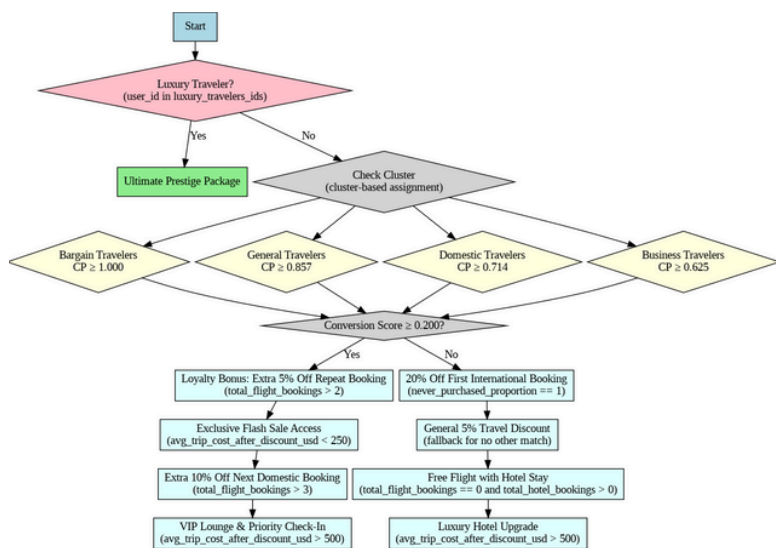 Start
Luxury Traveler?
(user_id in luxury_travelers_ids)
Yes
No
Ultimate Prestige Package
Check Cluster
(cluster-based assignment)
Bargain Travelers
CP ≥ 1.000
General Travelers
CP ≥ 0.857
Domestic Travelers
CP ≥ 0.714
Business Travelers
CP ≥ 0.625
Conversion Score ≥ 0.200?
Yes
No
Loyalty Bonus: Extra 5% Off Repeat Booking
(total_flight_bookings > 2)
20% Off First International Booking
(never_purchased_proportion == 1)
Exclusive Flash Sale Access
(avg_trip_cost_after_discount_usd < 250)
General 5% Travel Discount
(fallback for no other match)
Extra 10% Off Next Domestic Booking
(total_flight_bookings > 3)
Free Flight with Hotel Stay
(total_flight_bookings == 0 and total_hotel_bookings > 0)
VIP Lounge & Priority Check-In
(avg_trip_cost_after_discount_usd > 500)
Luxury Hotel Upgrade
(avg_trip_cost_after_discount_usd > 500)